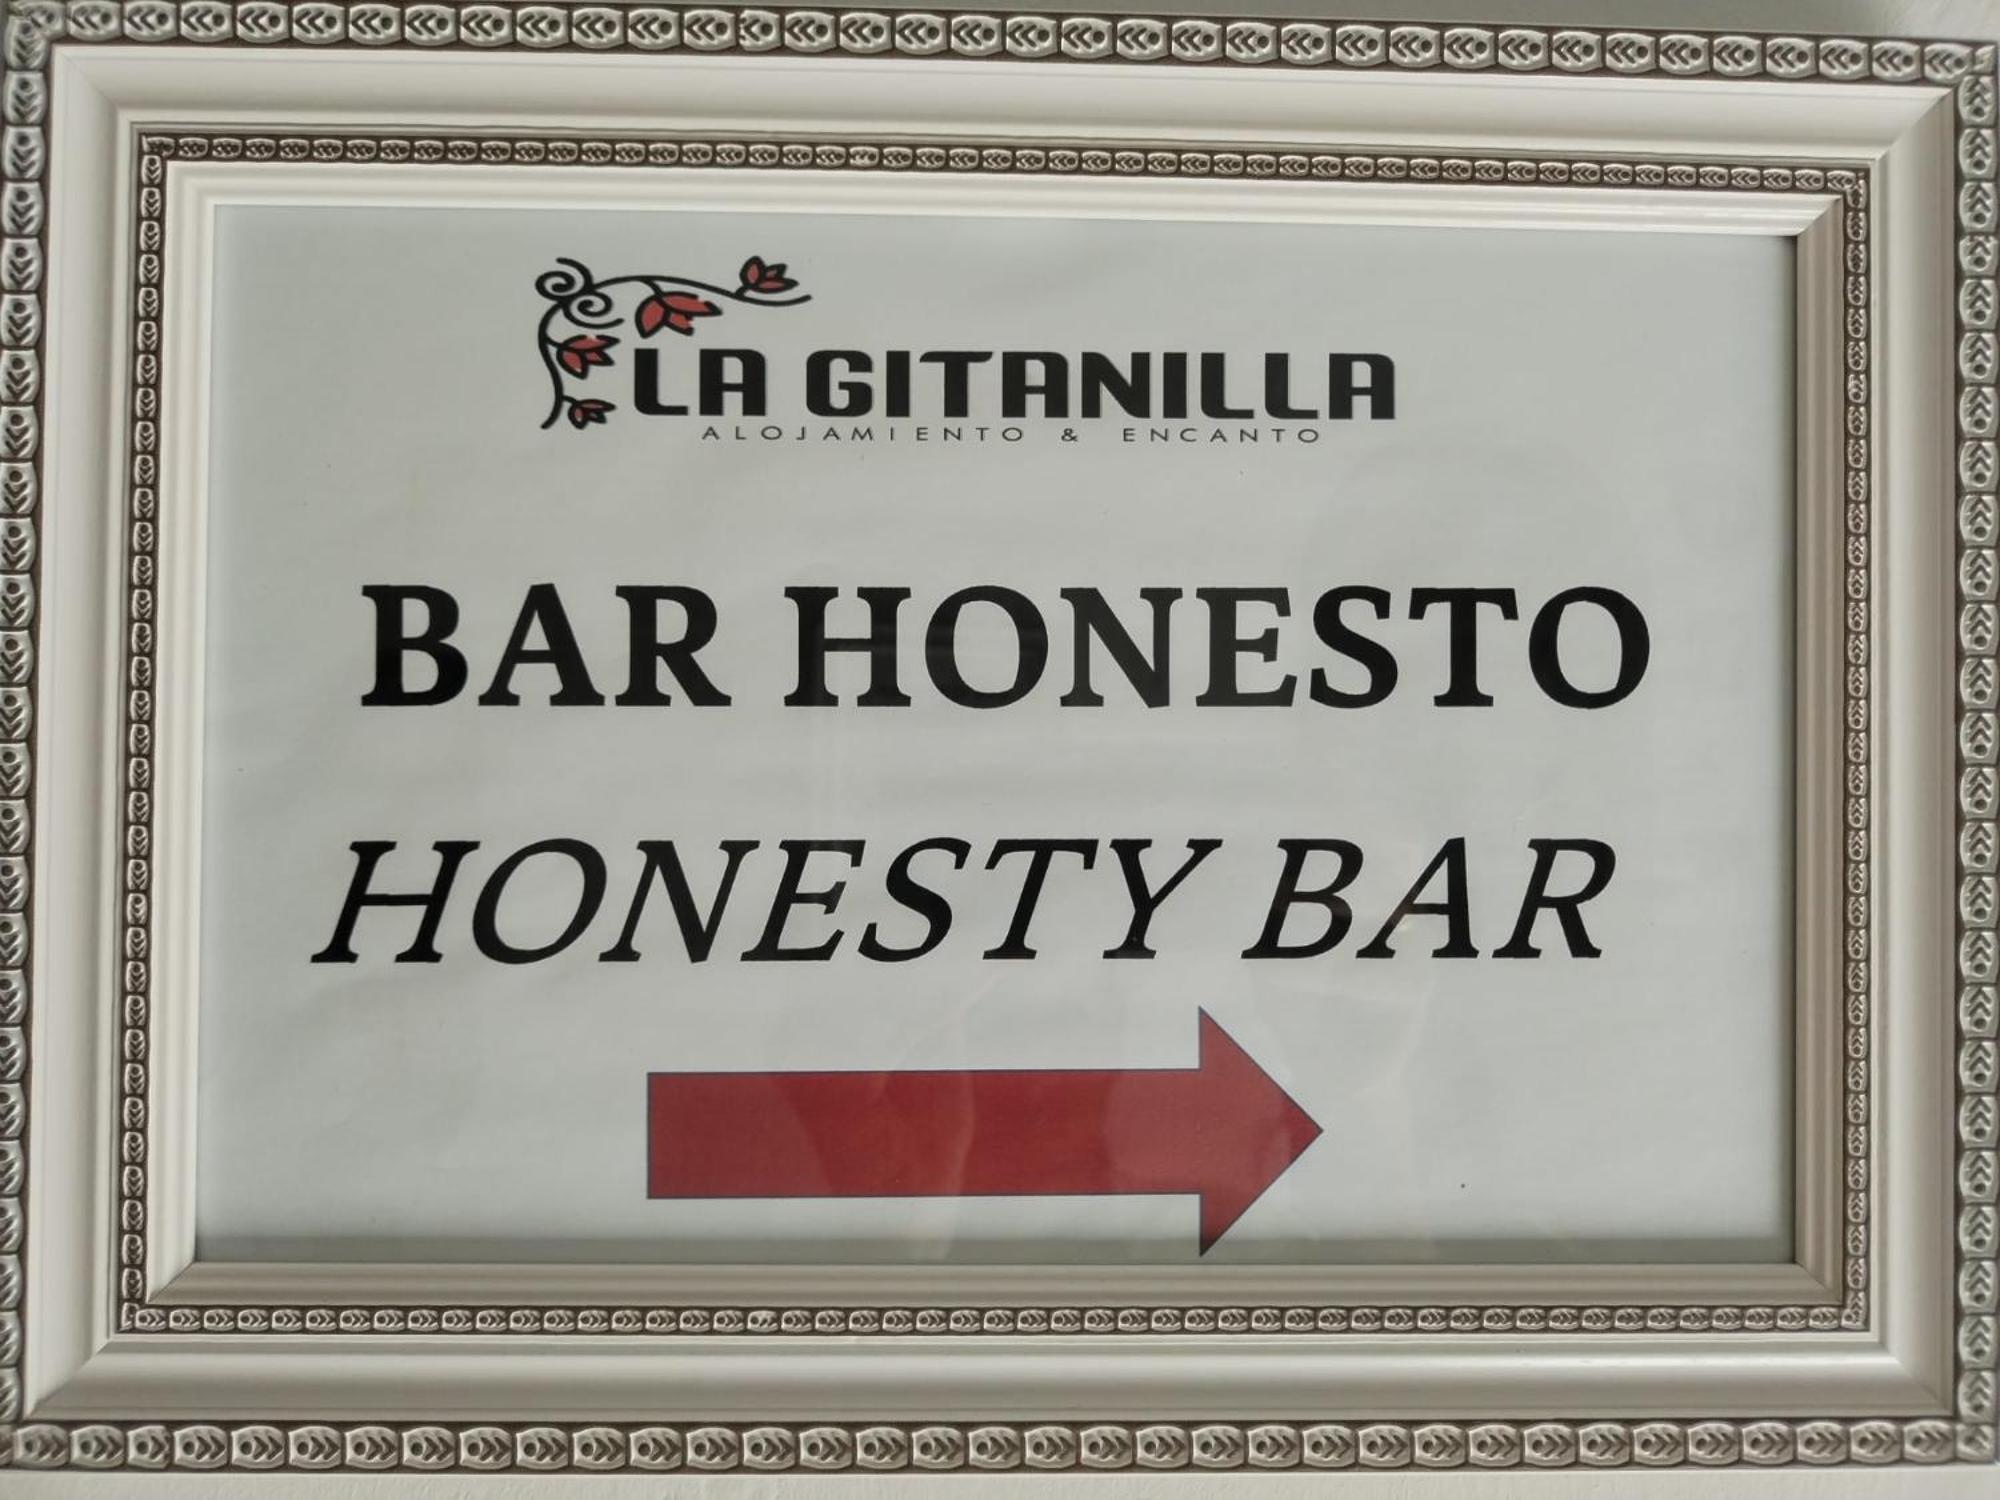 LA GITANILLA
ALOJAMIENTO & ENCANTO
BAR HONESTO
HONESTY BAR